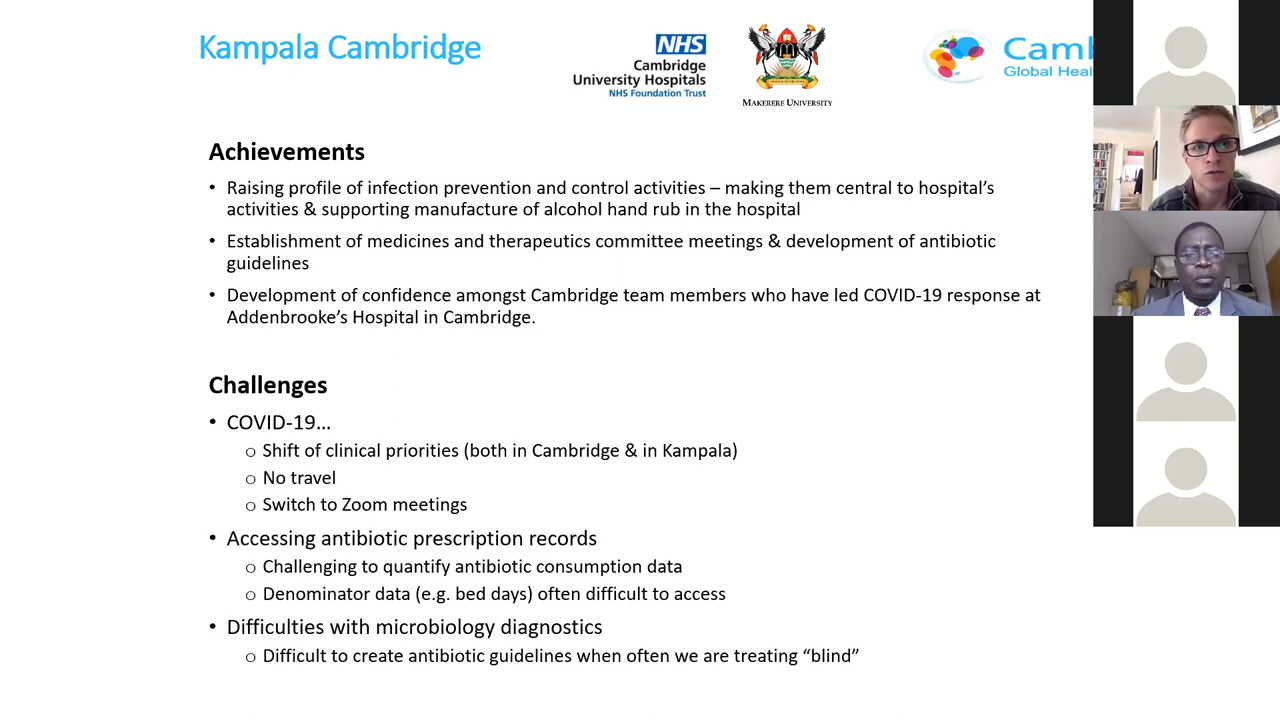 Kampala Cambridge
NHS
Cambridge
University Hospitals
NHS Foundation Trust
MAKERERE UNIVERSITY
Camb
Global Heal
Achievements
• Raising profile of infection prevention and control activities – making them central to hospital’s
activities & supporting manufacture of alcohol hand rub in the hospital
• Establishment of medicines and therapeutics committee meetings & development of antibiotic
guidelines
• Development of confidence amongst Cambridge team members who have led COVID-19 response at
Addenbrooke’s Hospital in Cambridge.
Challenges
• COVID-19…
o Shift of clinical priorities (both in Cambridge & in Kampala)
o No travel
o Switch to Zoom meetings
• Accessing antibiotic prescription records
o Challenging to quantify antibiotic consumption data
o Denominator data (e.g. bed days) often difficult to access
• Difficulties with microbiology diagnostics
o Difficult to create antibiotic guidelines when often we are treating “blind”